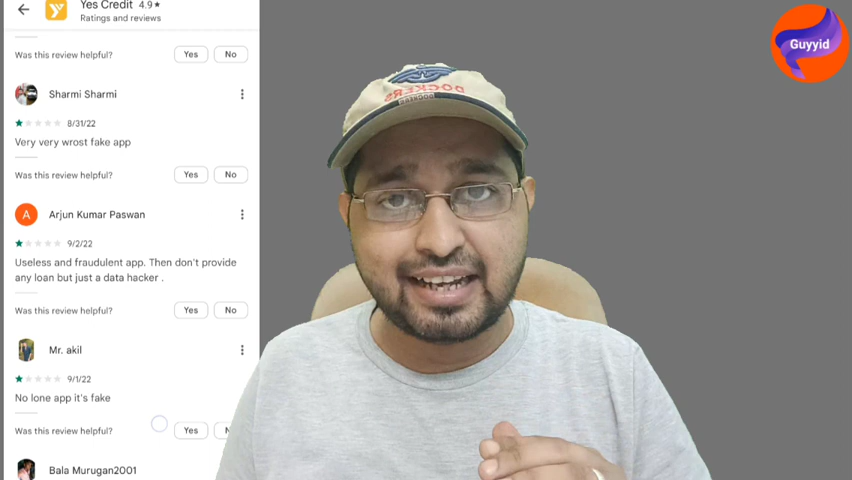 Yes Credit 4.9★
Ratings and reviews
Guyyid
Was this review helpful? Yes No
DOCKERS
Sharmi Sharmi
8/31/22
Very very wrost fake app
Was this review helpful? Yes No
A Arjun Kumar Paswan
9/2/22
Useless and fraudulent app. Then don't provide
any loan but just a data hacker .
Was this review helpful? Yes No
Mr. akil
9/1/22
No lone app it's fake
Was this review helpful? Yes
Bala Murugan2001